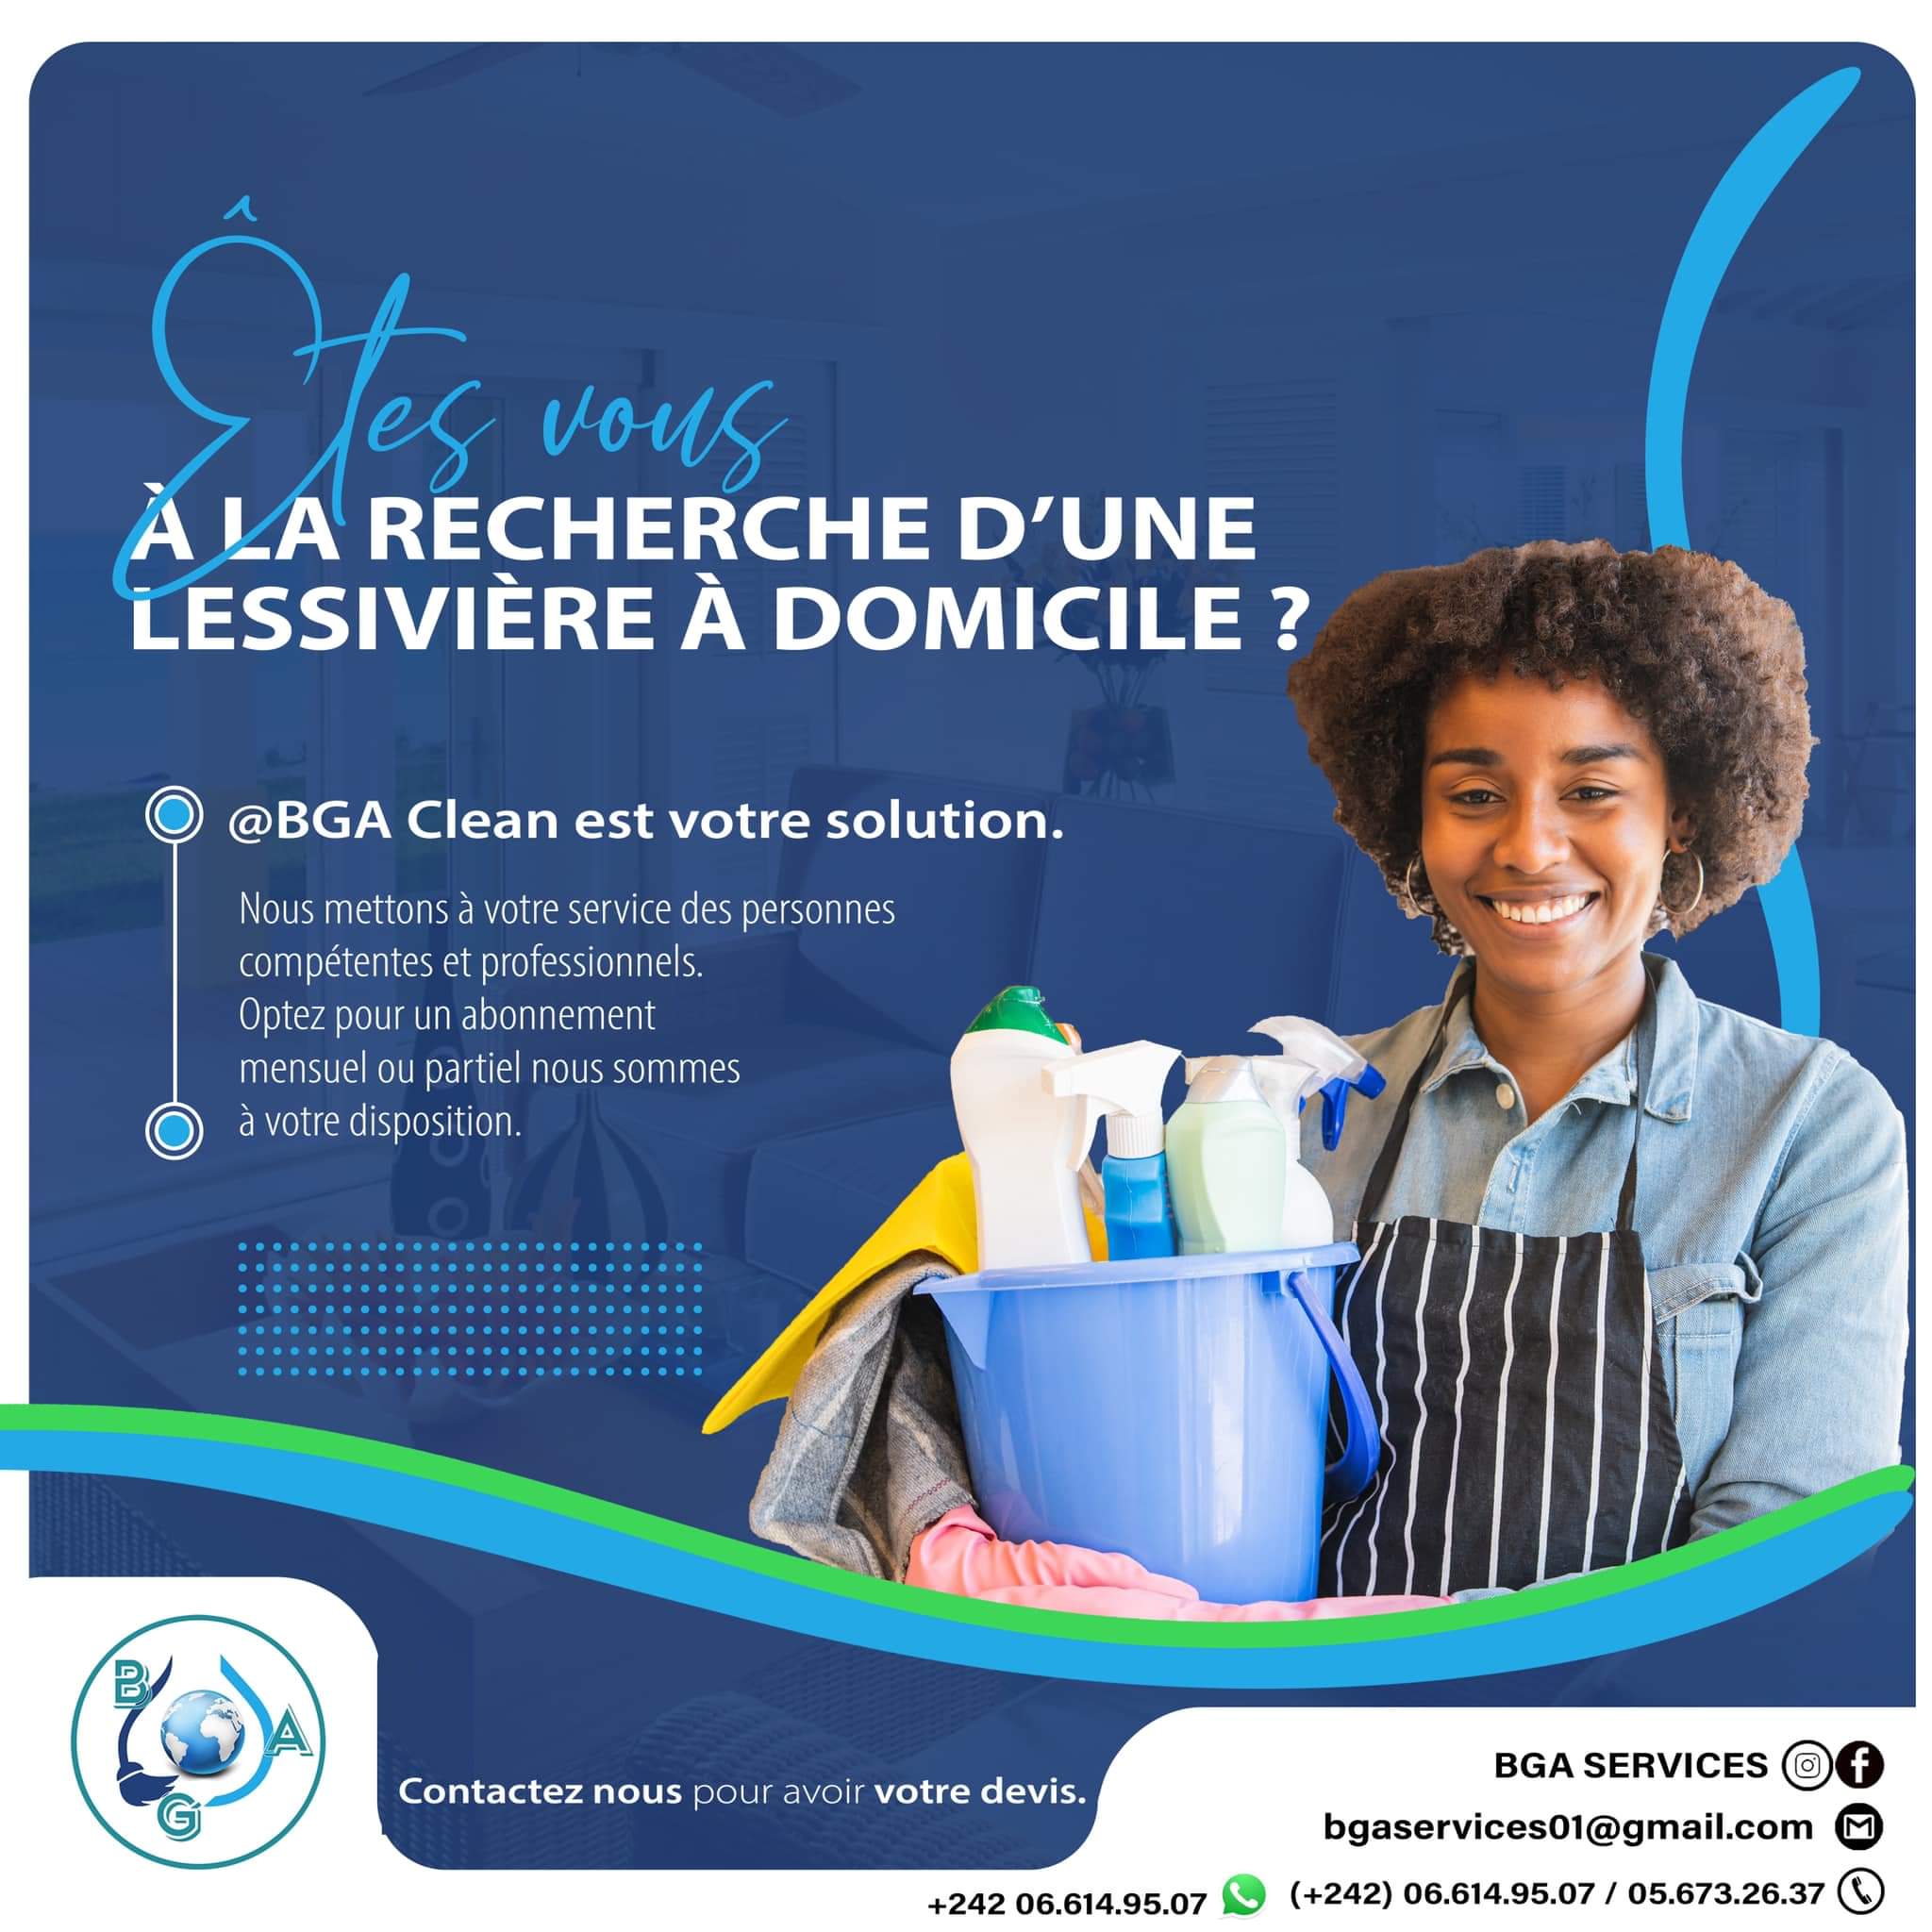 Êtes vous
À LA RECHERCHE D'UNE
LESSIVIÈRE À DOMICILE ?
@BGA Clean est votre solution.
Nous mettons à votre service des personnes
compétentes et professionnels.
Optez pour un abonnement
mensuel ou partiel nous sommes
à votre disposition.
B
A
G
Contactez nous pour avoir votre devis.
BGA SERVICES
bgaservices01@gmail.com
+242 06.614.95.07
(+242) 06.614.95.07 / 05.673.26.37